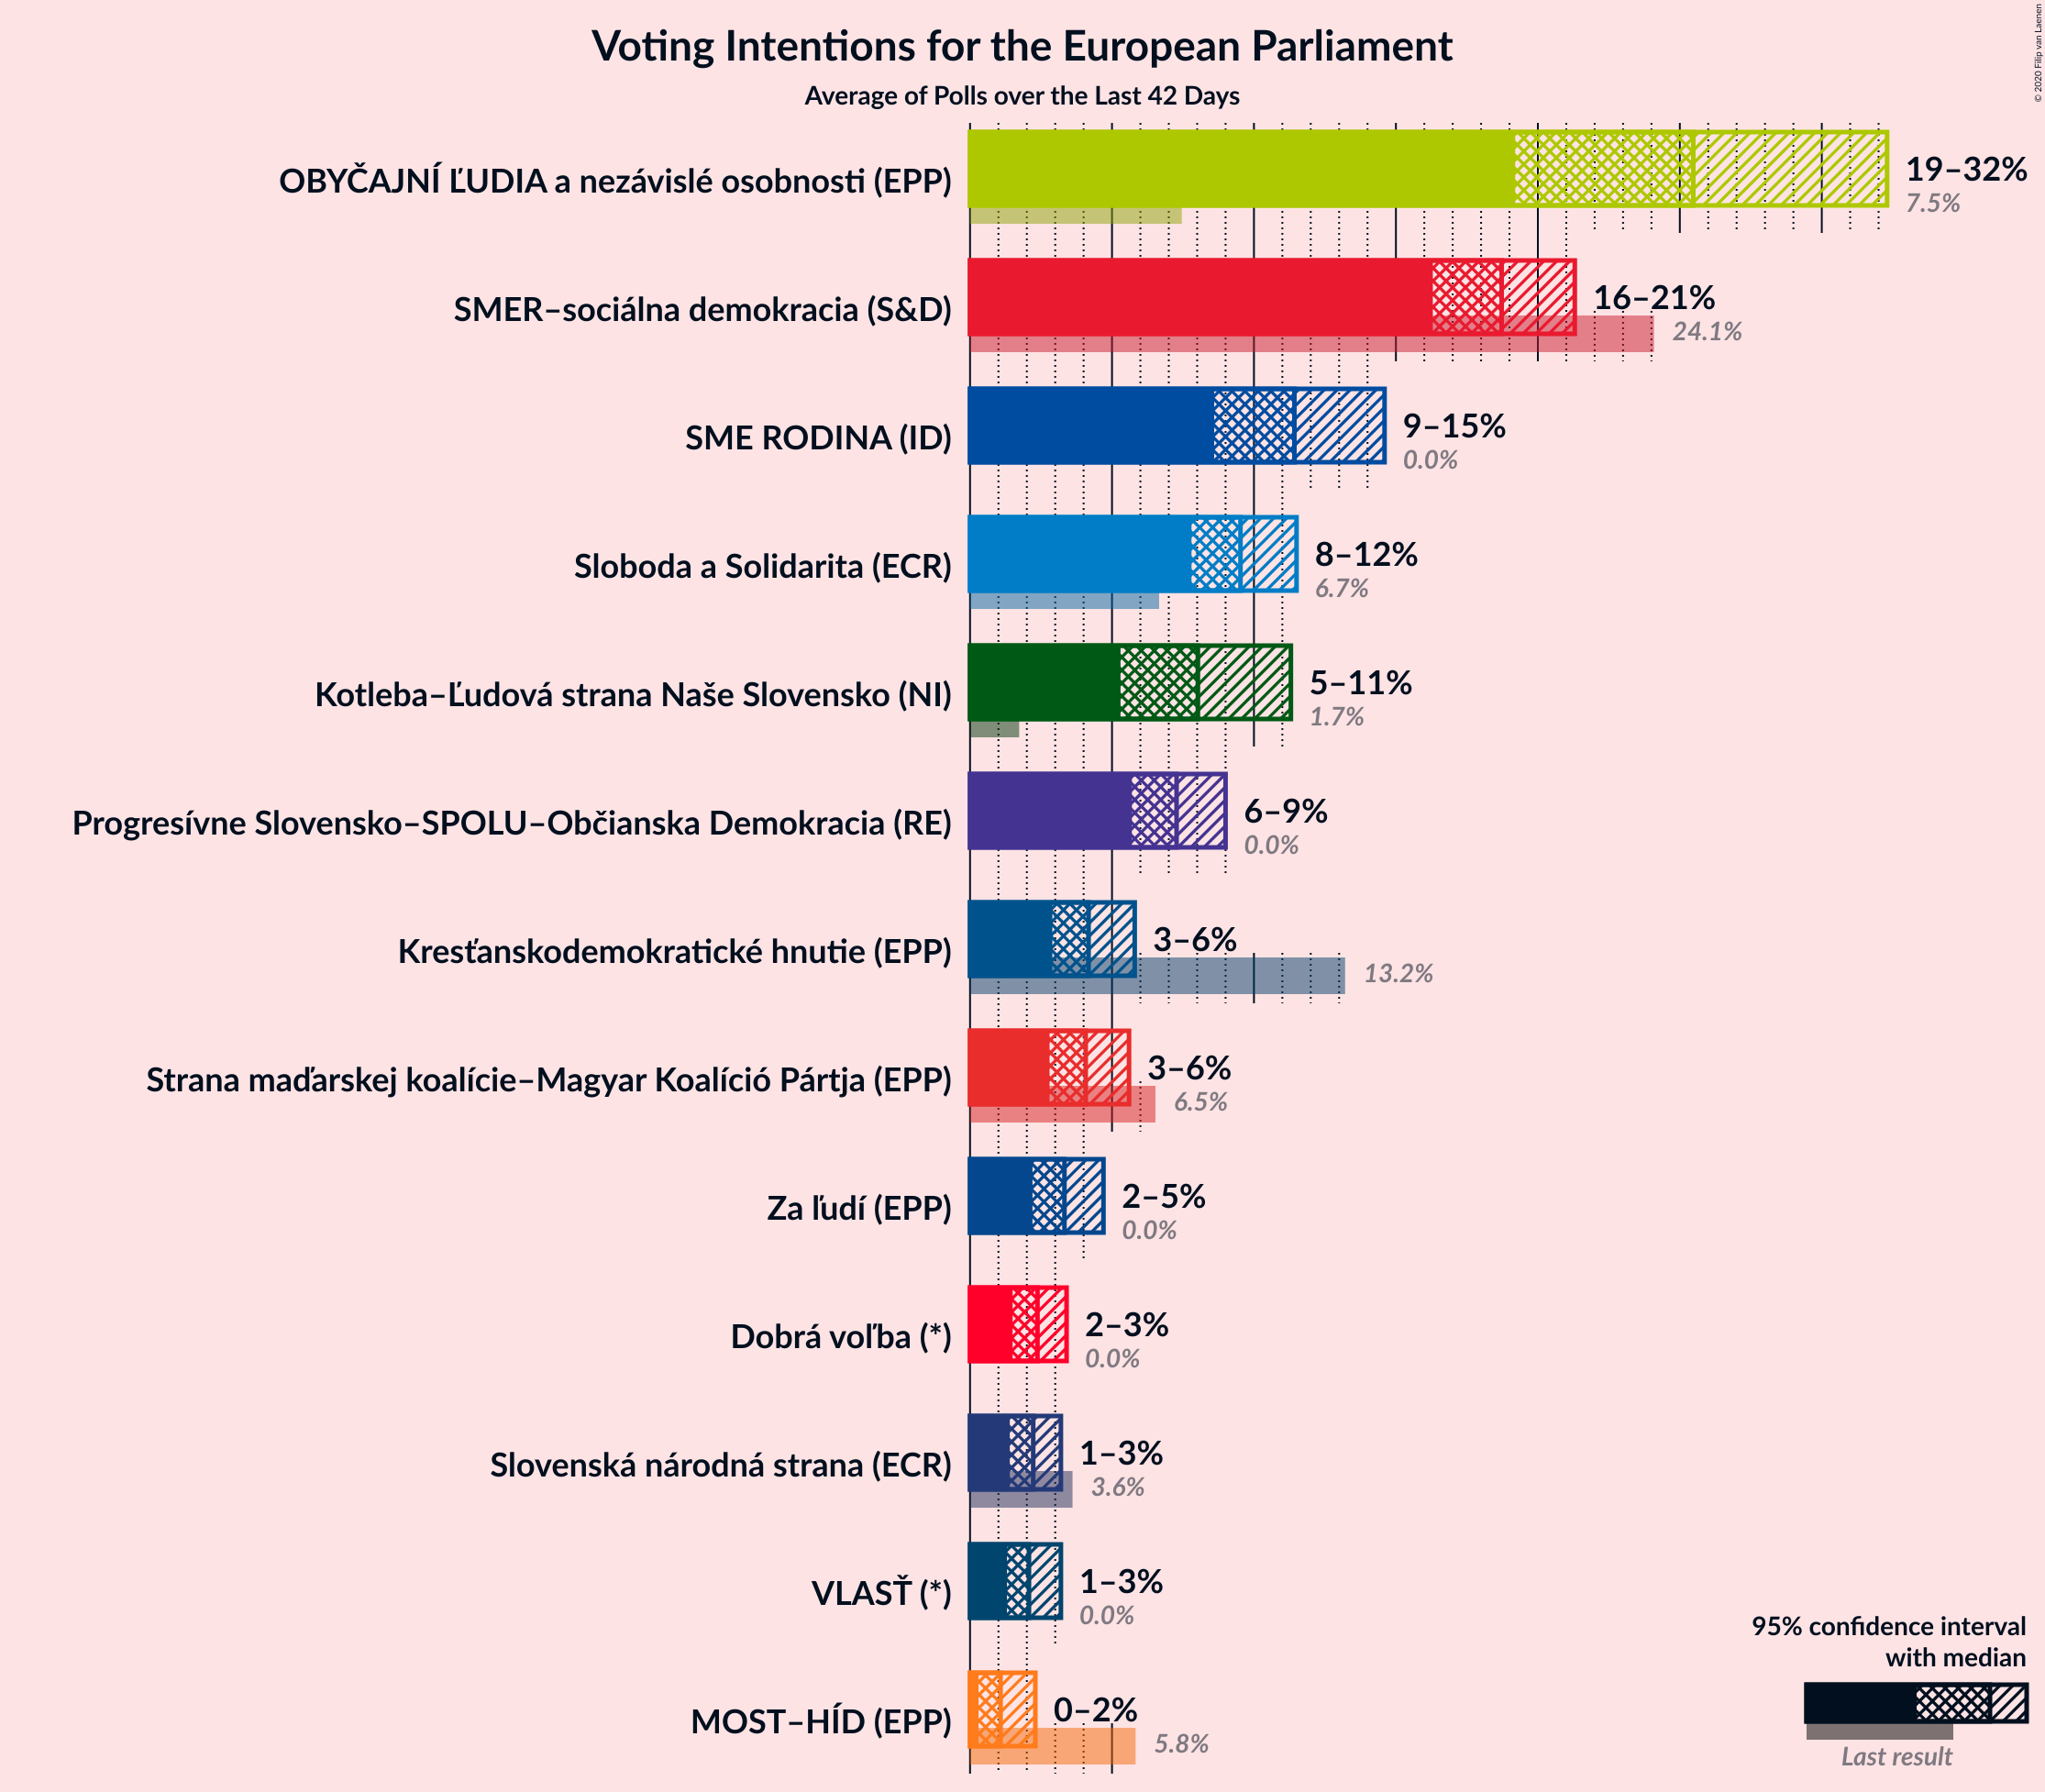 © 2020 Filip van Laenen
Voting Intentions for the European Parliament
Average of Polls over the Last 42 Days
OBYČAJNÍ ĽUDIA a nezávislé osobnosti (EPP)
19–32%
7.5%
SMER–sociálna demokracia (S&D)
16–21%
24.1%
SME RODINA (ID)
9–15%
0.0%
Sloboda a Solidarita (ECR)
8–12%
6.7%
Kotleba–Ľudová strana Naše Slovensko (NI)
5–11%
1.7%
Progresívne Slovensko–SPOLU–Občianska Demokracia (RE)
6–9%
0.0%
Kresťanskodemokratické hnutie (EPP)
3–6%
13.2%
Strana maďarskej koalície–Magyar Koalíció Pártja (EPP)
3–6%
6.5%
Za ľudí (EPP)
2–5%
0.0%
Dobrá voľba (*)
2–3%
0.0%
Slovenská národná strana (ECR)
1–3%
3.6%
VLASŤ (*)
1–3%
0.0%
MOST–HÍD (EPP)
0–2%
5.8%
95% confidence interval
with median
Last result